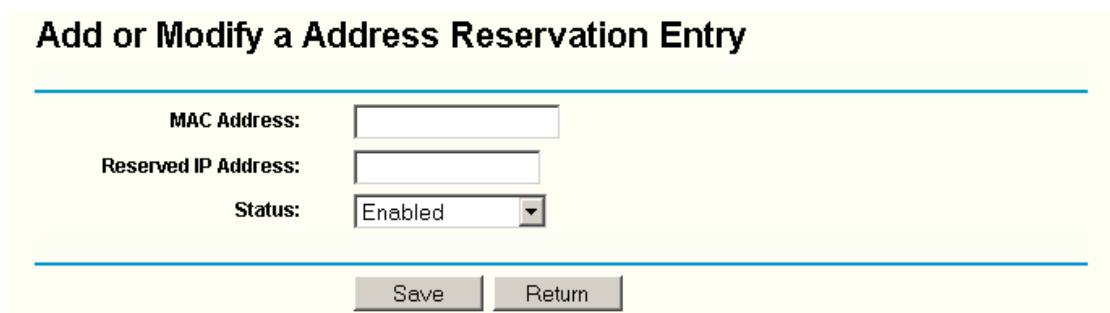 Add or Modify a Address Reservation Entry
MAC Address:
Reserved IP Address:
Status: Enabled
Save Return